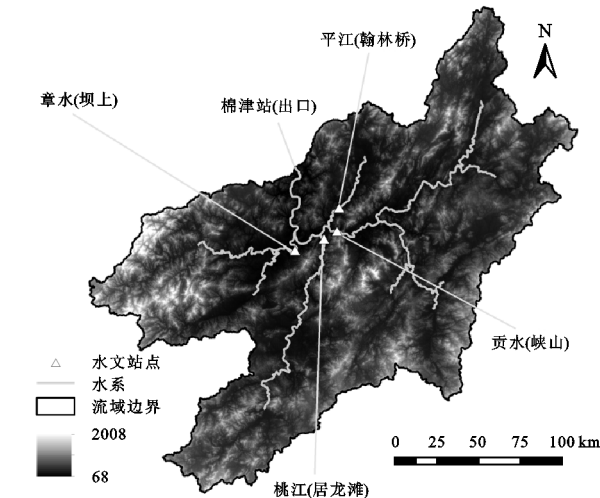 平江(翰林桥)
N
章水(坝上)
棉津站(出口)
贡水(峡山)
水文站点
水系
流域边界
2008
68
0 25 50 75 100 km
桃江(居龙滩)